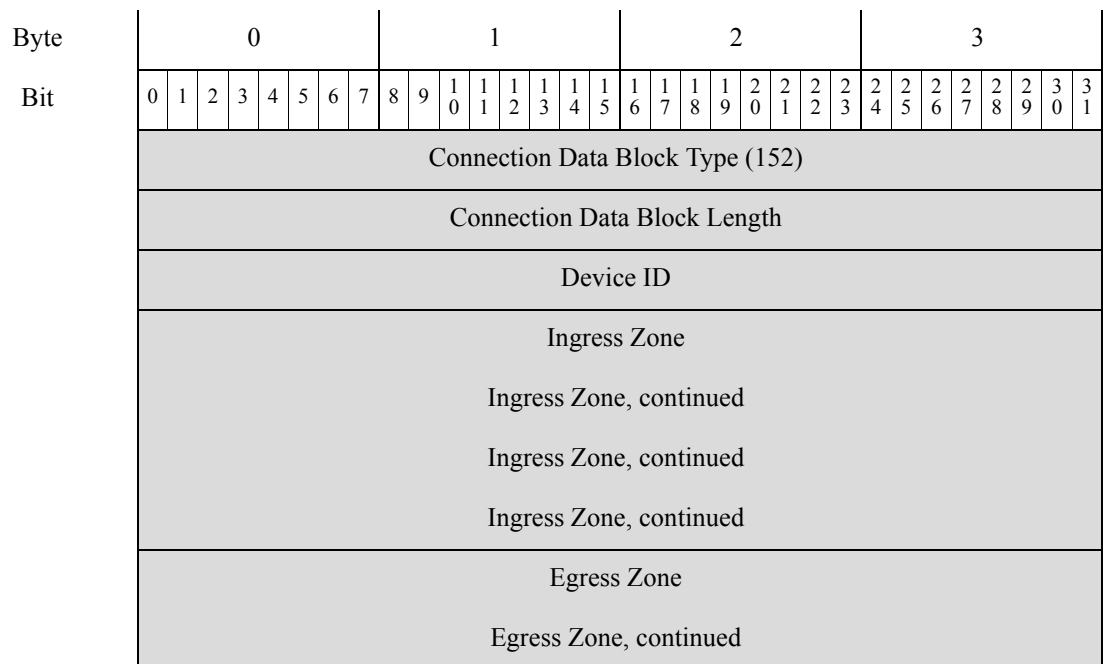 Byte 0 1 2 3
Bit 0 1 2 3 4 5 6 7 8 9 10 11 12 13 14 15 16 17 18 19 20 21 22 23 24 25 26 27 28 29 30 31
Connection Data Block Type (152)
Connection Data Block Length
Device ID
Ingress Zone
Ingress Zone, continued
Ingress Zone, continued
Ingress Zone, continued
Egress Zone
Egress Zone, continued